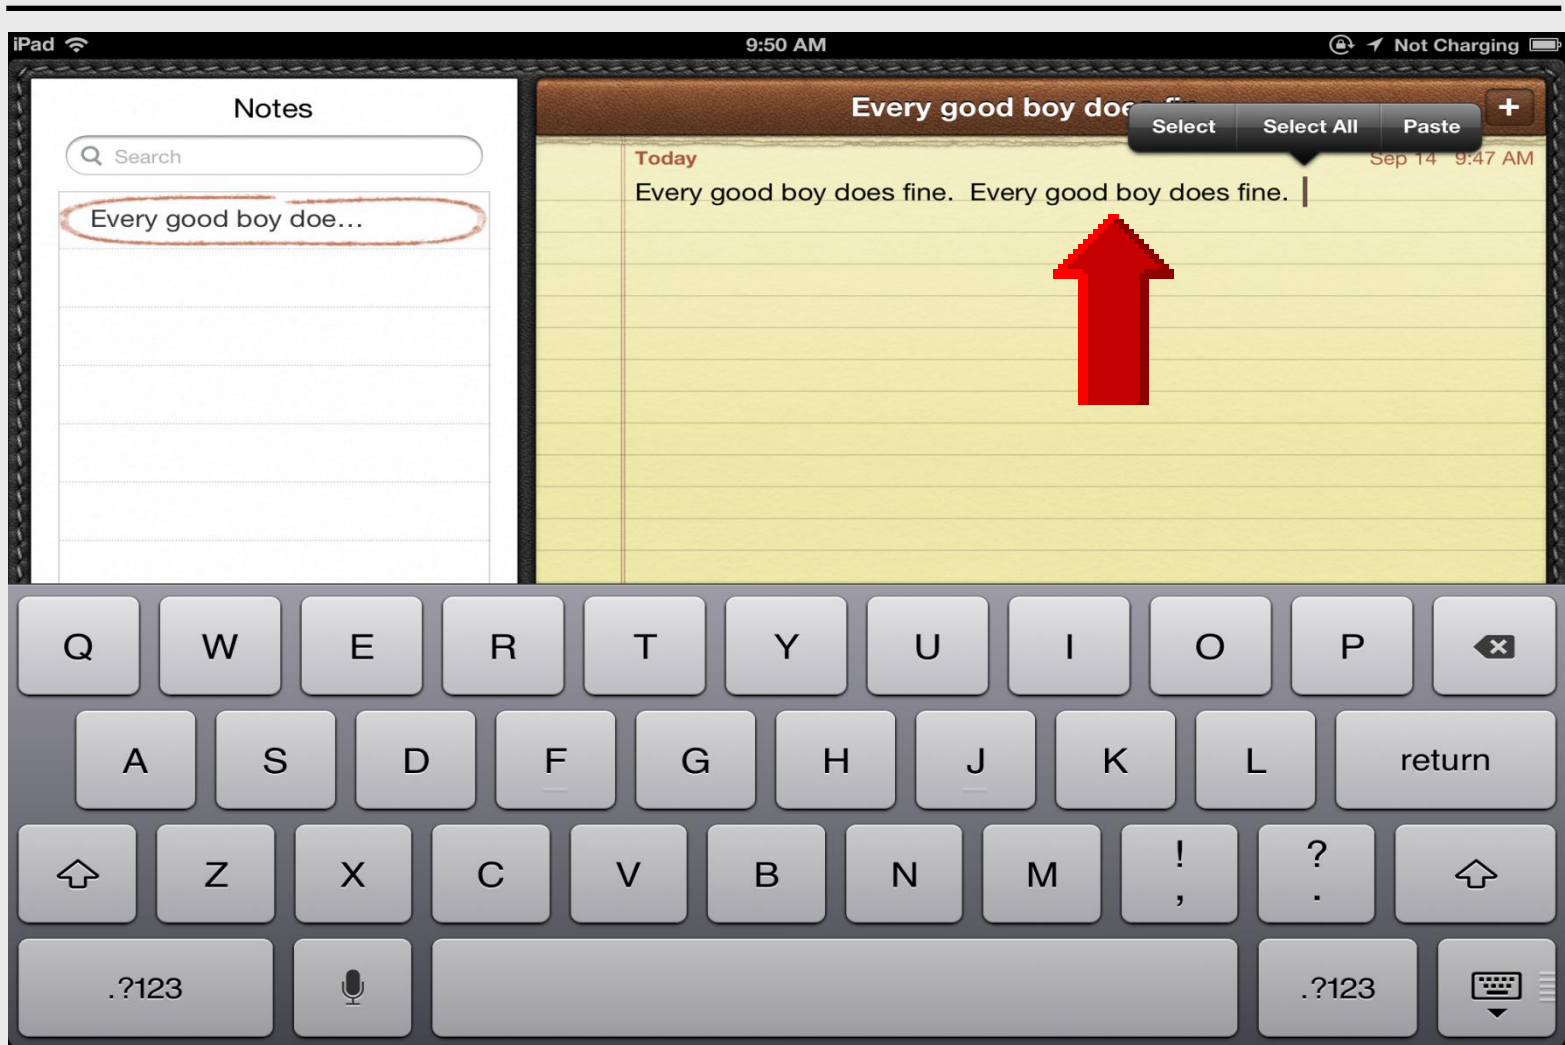 iPad 9:50 AM Not Charging
Notes
Every good boy does fin
Select Select All Paste +
Search
Today Sep 14 9:47 AM
Every good boy does fine. Every good boy does fine.
Every good boy doe...
Q W E R T Y U I O P
A S D F G H J K L return
Z X C V B N M ! , ? .
.?123 .?123